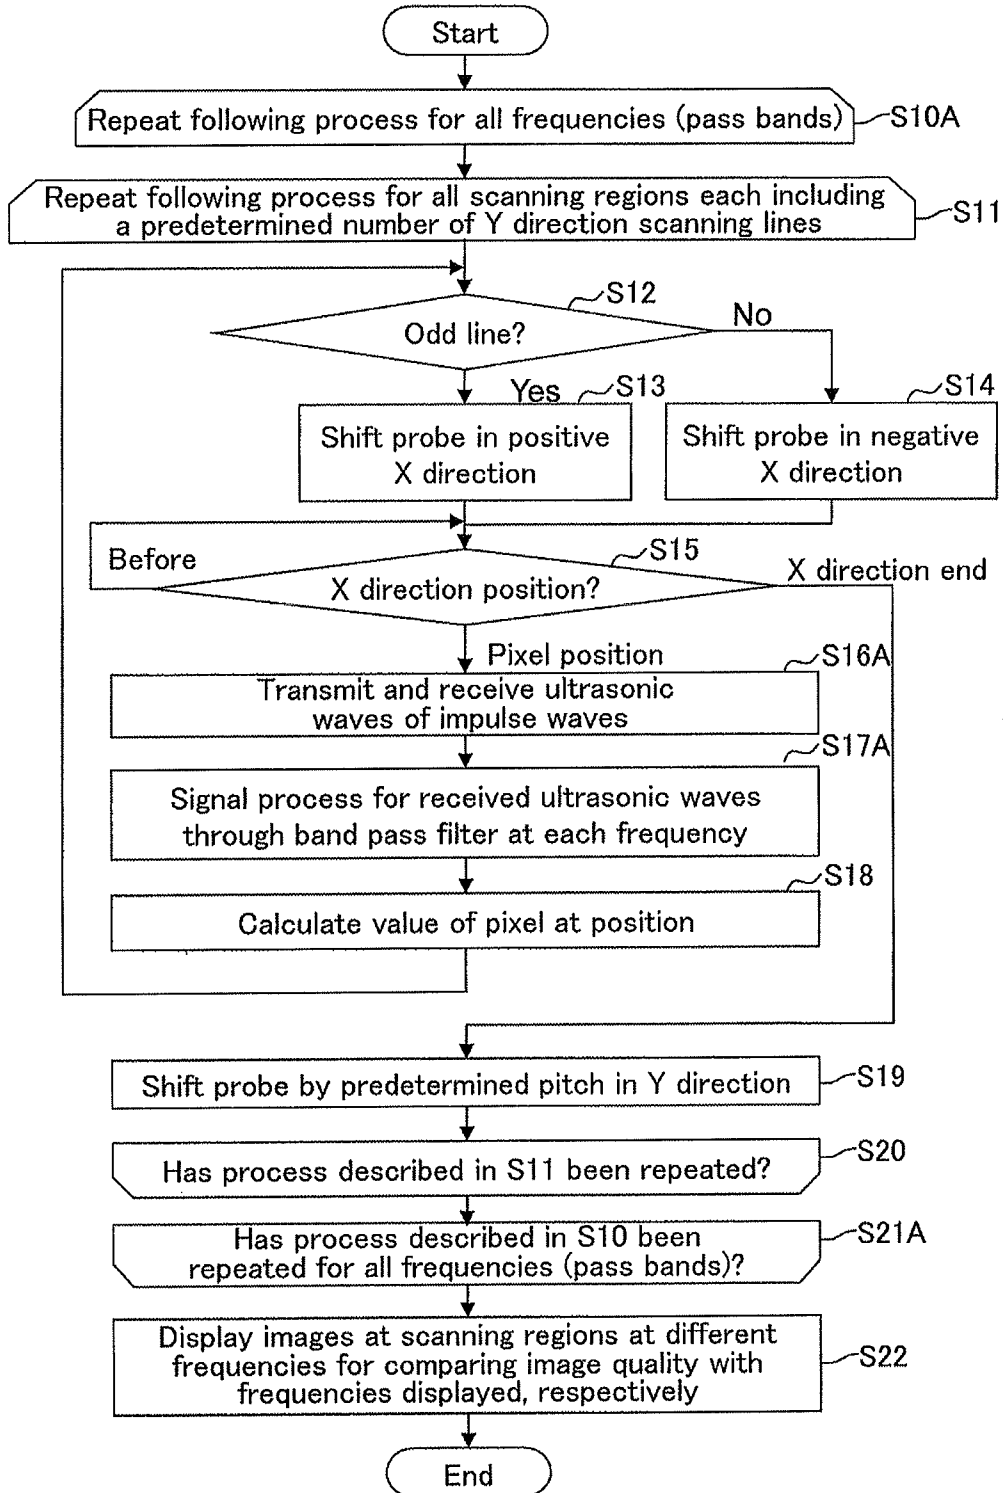 Start
Repeat following process for all frequencies (pass bands)
S10A
Repeat following process for all scanning regions each including
a predetermined number of Y direction scanning lines
S11
S12
Odd line?
No
Yes
S13
S14
Shift probe in positive
X direction
Shift probe in negative
X direction
Before
S15
X direction position?
X direction end
Pixel position
S16A
Transmit and receive ultrasonic
waves of impulse waves
S17A
Signal process for received ultrasonic waves
through band pass filter at each frequency
S18
Calculate value of pixel at position
Shift probe by predetermined pitch in Y direction
S19
Has process described in S11 been repeated?
S20
Has process described in S10 been
repeated for all frequencies (pass bands)?
S21A
Display images at scanning regions at different
frequencies for comparing image quality with
frequencies displayed, respectively
S22
End